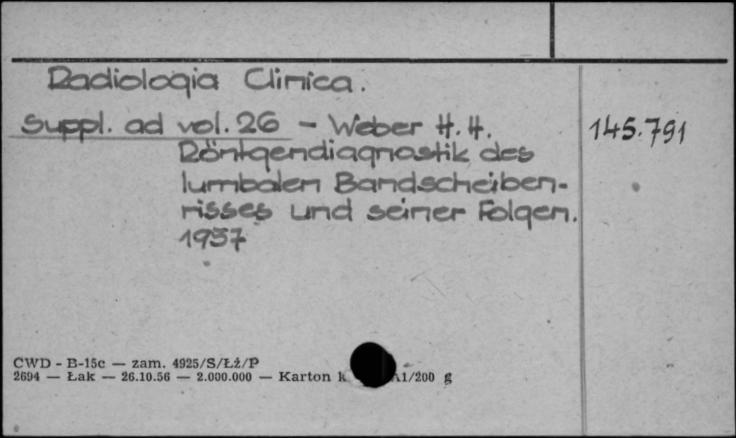 Radiologia Clinica.
Suppl. ad vol. 26 - Weber H. H. 145.791
Röntgendiagnostik des
lumbalen Bandscheiben-
risses und seiner Folgen.
1957
CWD - B-15c — zam. 4925/S/Łż/P
2694 — Łak — 26.10.56 — 2.000.000 — Karton k A1/200 g